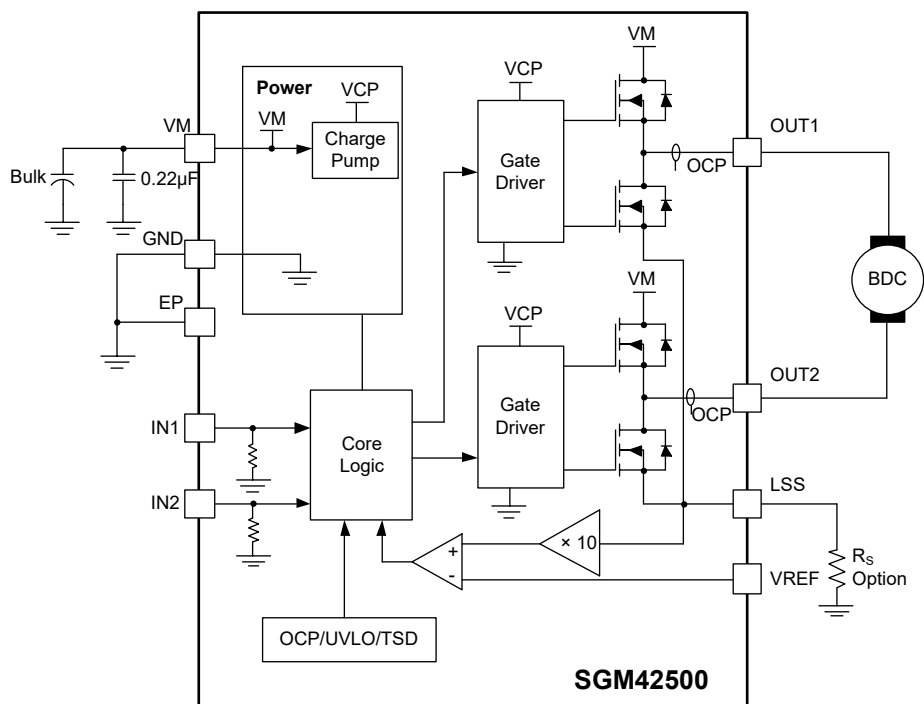 VM
Power
VCP
VCP
VM
VM
Charge
Pump
OUT1
Bulk
0.22µF
Gate
Driver
OCP
GND
BDC
EP
VM
VCP
OUT2
IN1
Core
Logic
Gate
Driver
OCP
IN2
LSS
× 10
+
-
VREF
RS
Option
OCP/UVLO/TSD
SGM42500